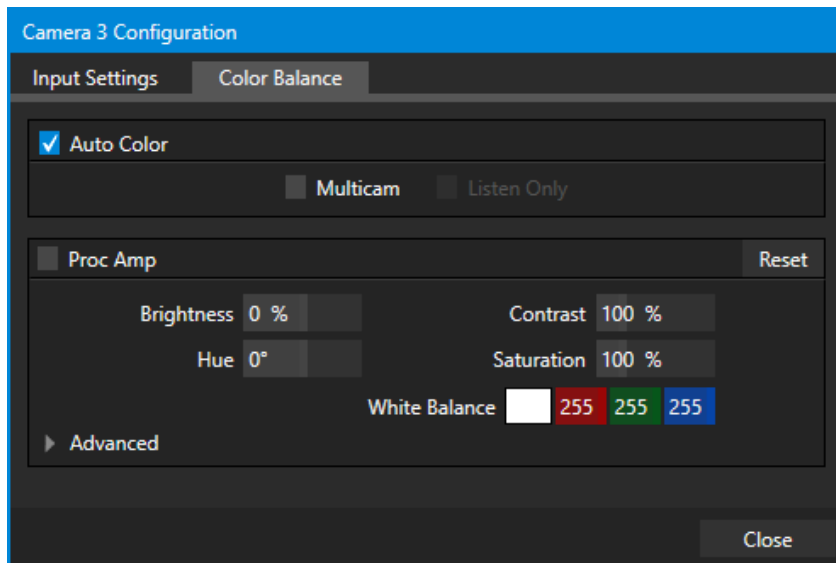 Camera 3 Configuration
Input Settings Color Balance
Auto Color
Multicam Listen Only
Proc Amp Reset
Brightness 0 % Contrast 100 %
Hue 0° Saturation 100 %
White Balance 255 255 255
Advanced
Close